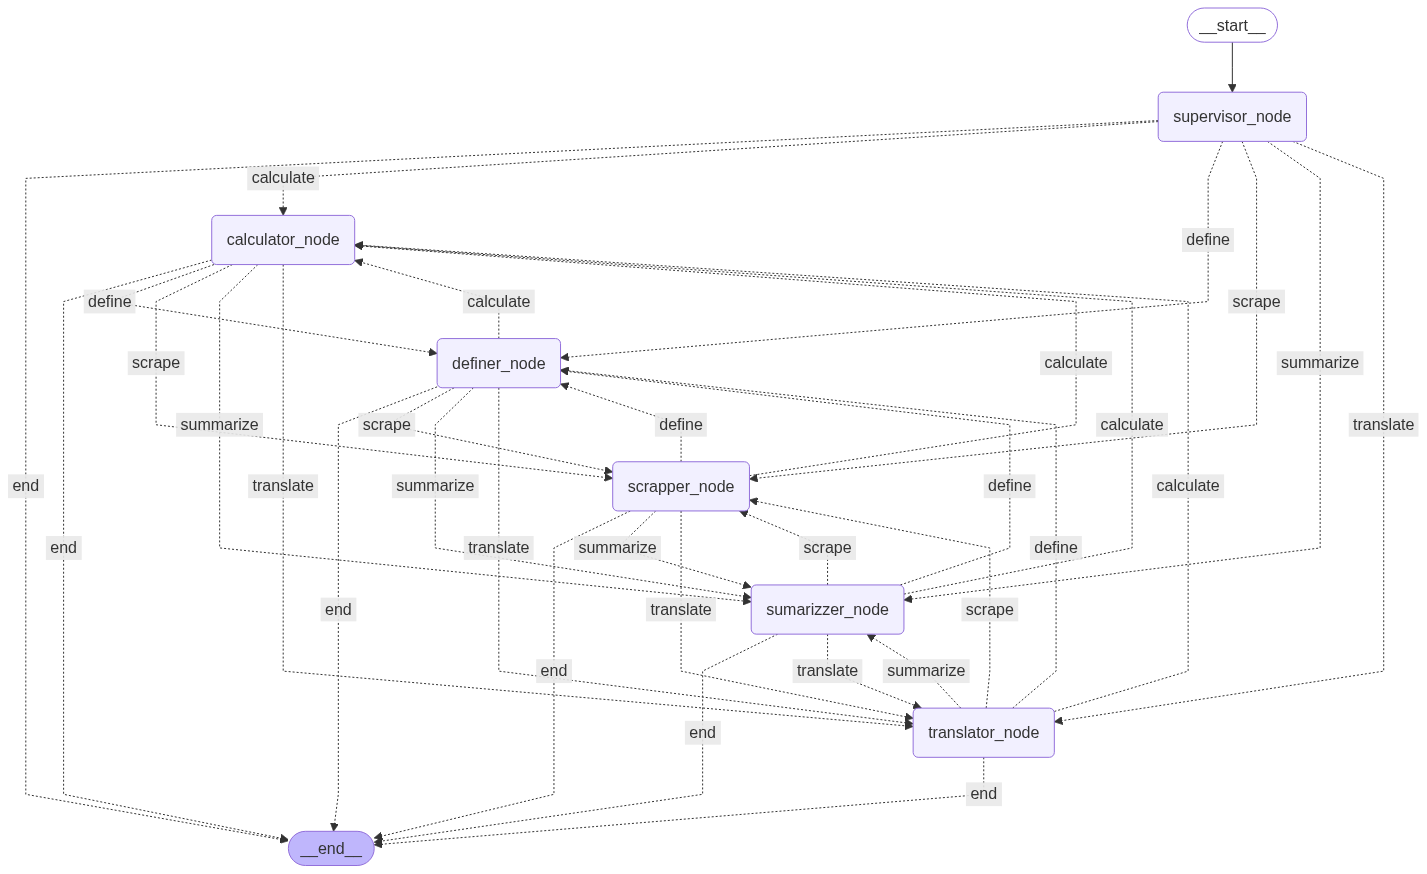 __start__
supervisor_node
calculate
calculator_node
define
define
calculate
scrape
scrape
calculate
summarize
definer_node
summarize
scrape
define
calculate
translate
end
translate
summarize
scrapper_node
define
calculate
end
translate
summarize
scrape
define
end
translate
sumarizzer_node
scrape
end
translate
summarize
end
translator_node
end
__end__